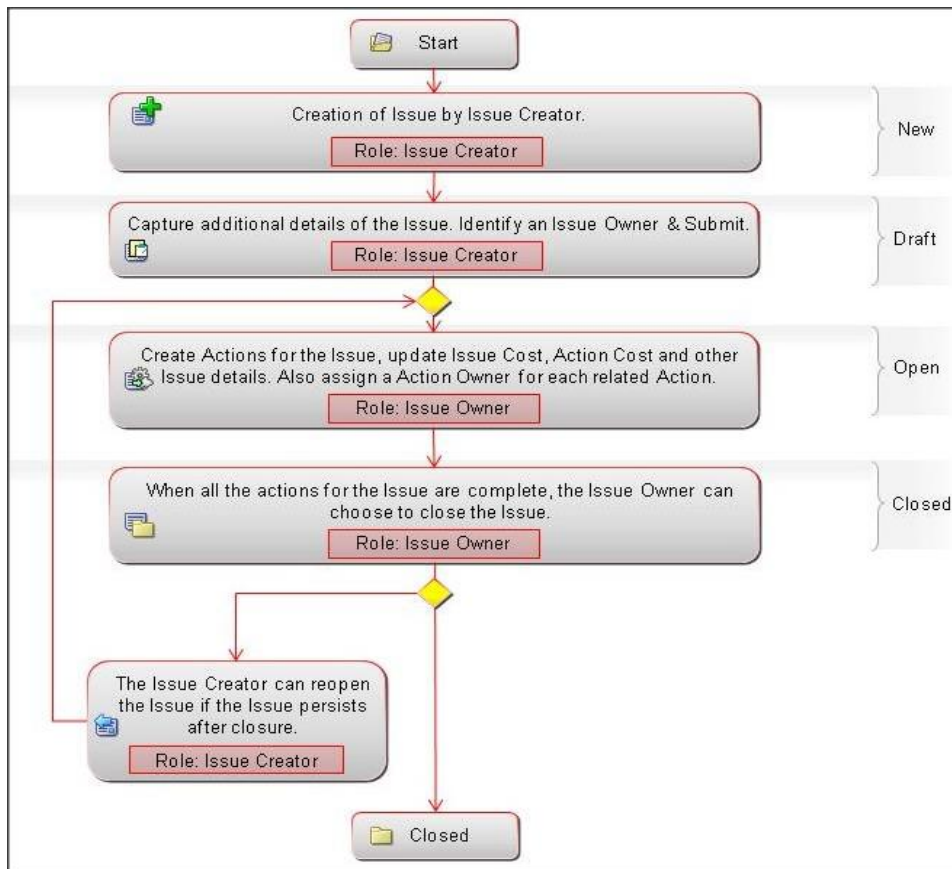 Start
Creation of Issue by Issue Creator.
Role: Issue Creator
New
Capture additional details of the Issue. Identify an Issue Owner & Submit.
Role: Issue Creator
Draft
Create Actions for the Issue, update Issue Cost, Action Cost and other
Issue details. Also assign a Action Owner for each related Action.
Role: Issue Owner
Open
When all the actions for the Issue are complete, the Issue Owner can
choose to close the Issue.
Role: Issue Owner
Closed
The Issue Creator can reopen
the Issue if the Issue persists
after closure.
Role: Issue Creator
Closed